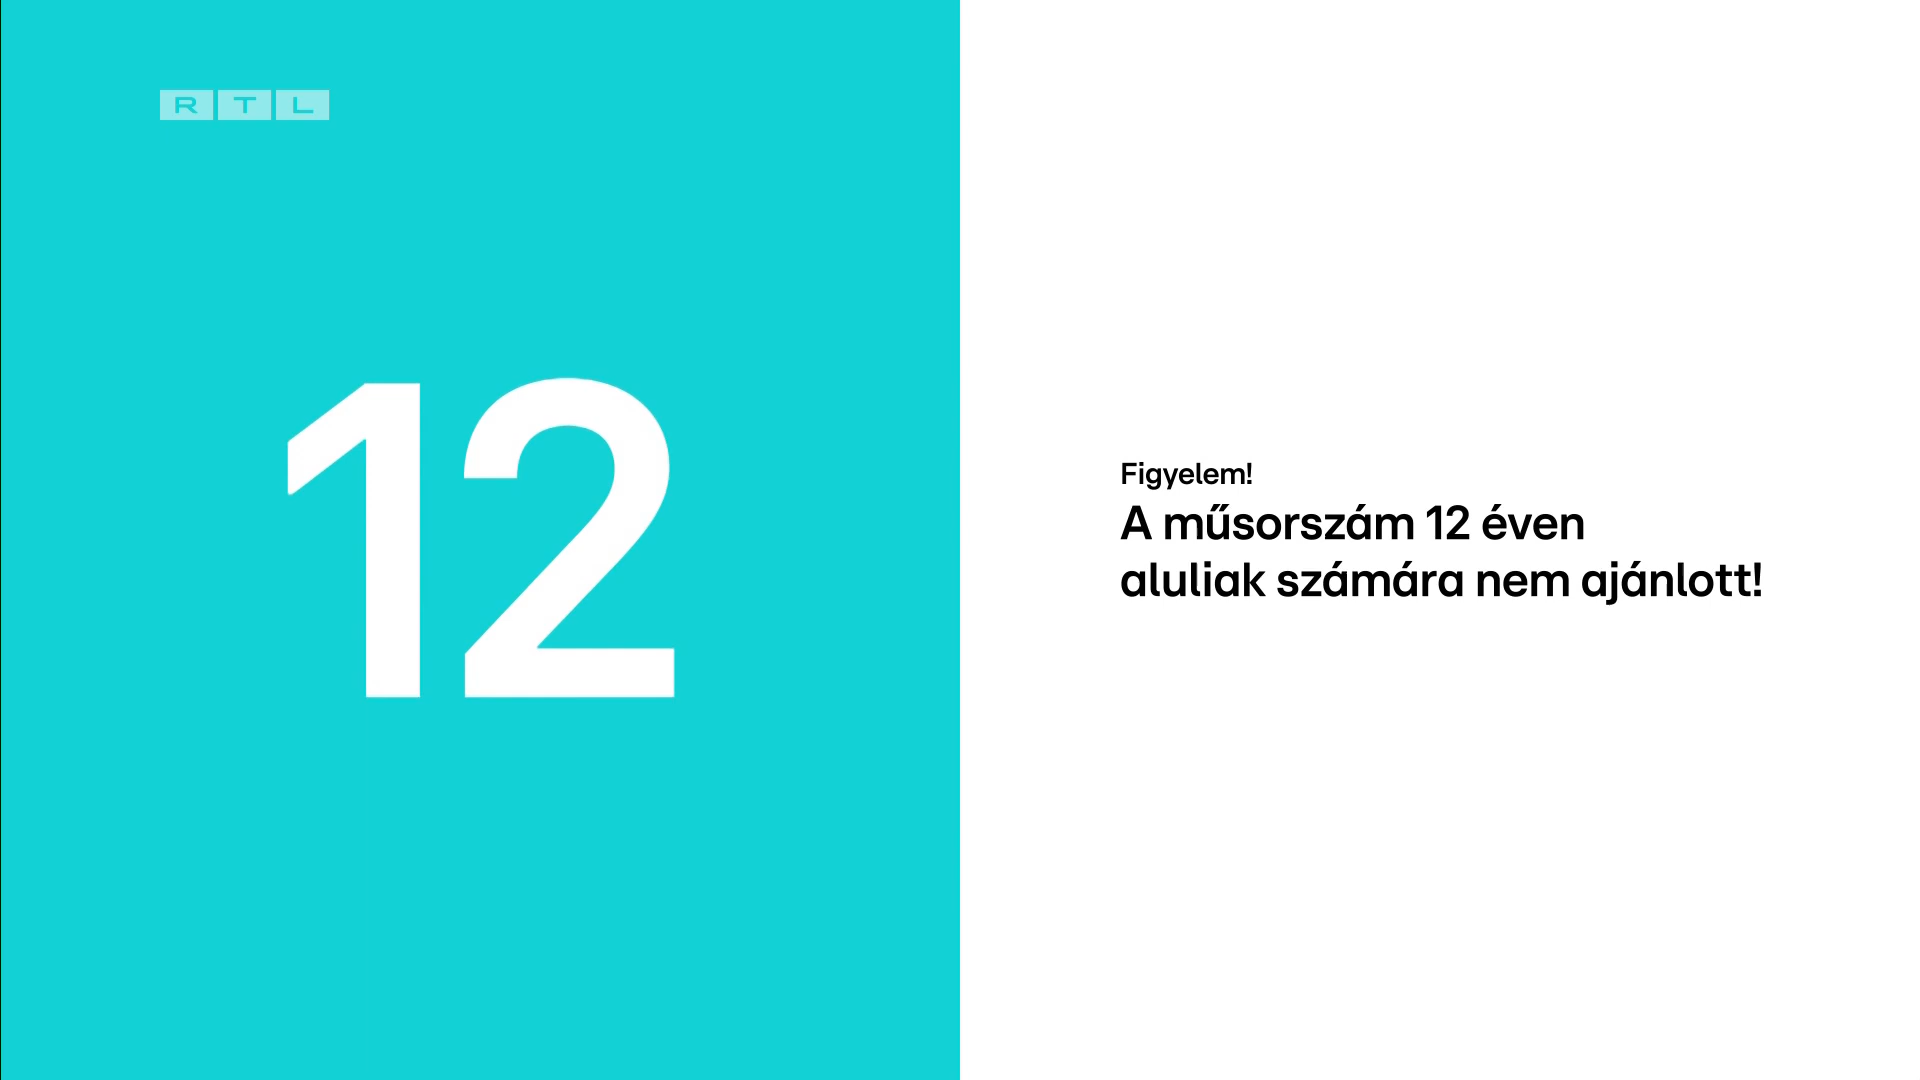 RTL
12
Figyelem!
A műsorszám 12 éven
aluliak számára nem ajánlott!